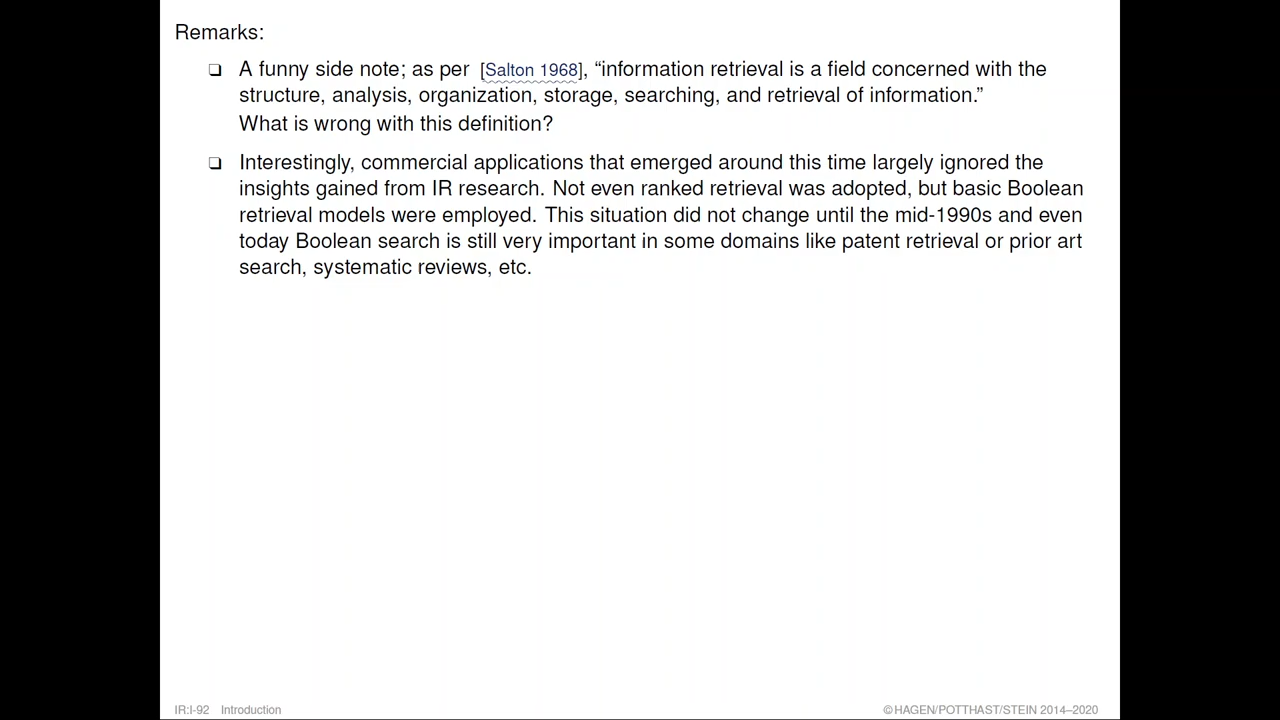 Remarks:
❑ A funny side note; as per [Salton 1968], “information retrieval is a field concerned with the
structure, analysis, organization, storage, searching, and retrieval of information.”
What is wrong with this definition?
❑ Interestingly, commercial applications that emerged around this time largely ignored the
insights gained from IR research. Not even ranked retrieval was adopted, but basic Boolean
retrieval models were employed. This situation did not change until the mid-1990s and even
today Boolean search is still very important in some domains like patent retrieval or prior art
search, systematic reviews, etc.
IR:I-92 Introduction ©HAGEN/POTTHAST/STEIN 2014–2020